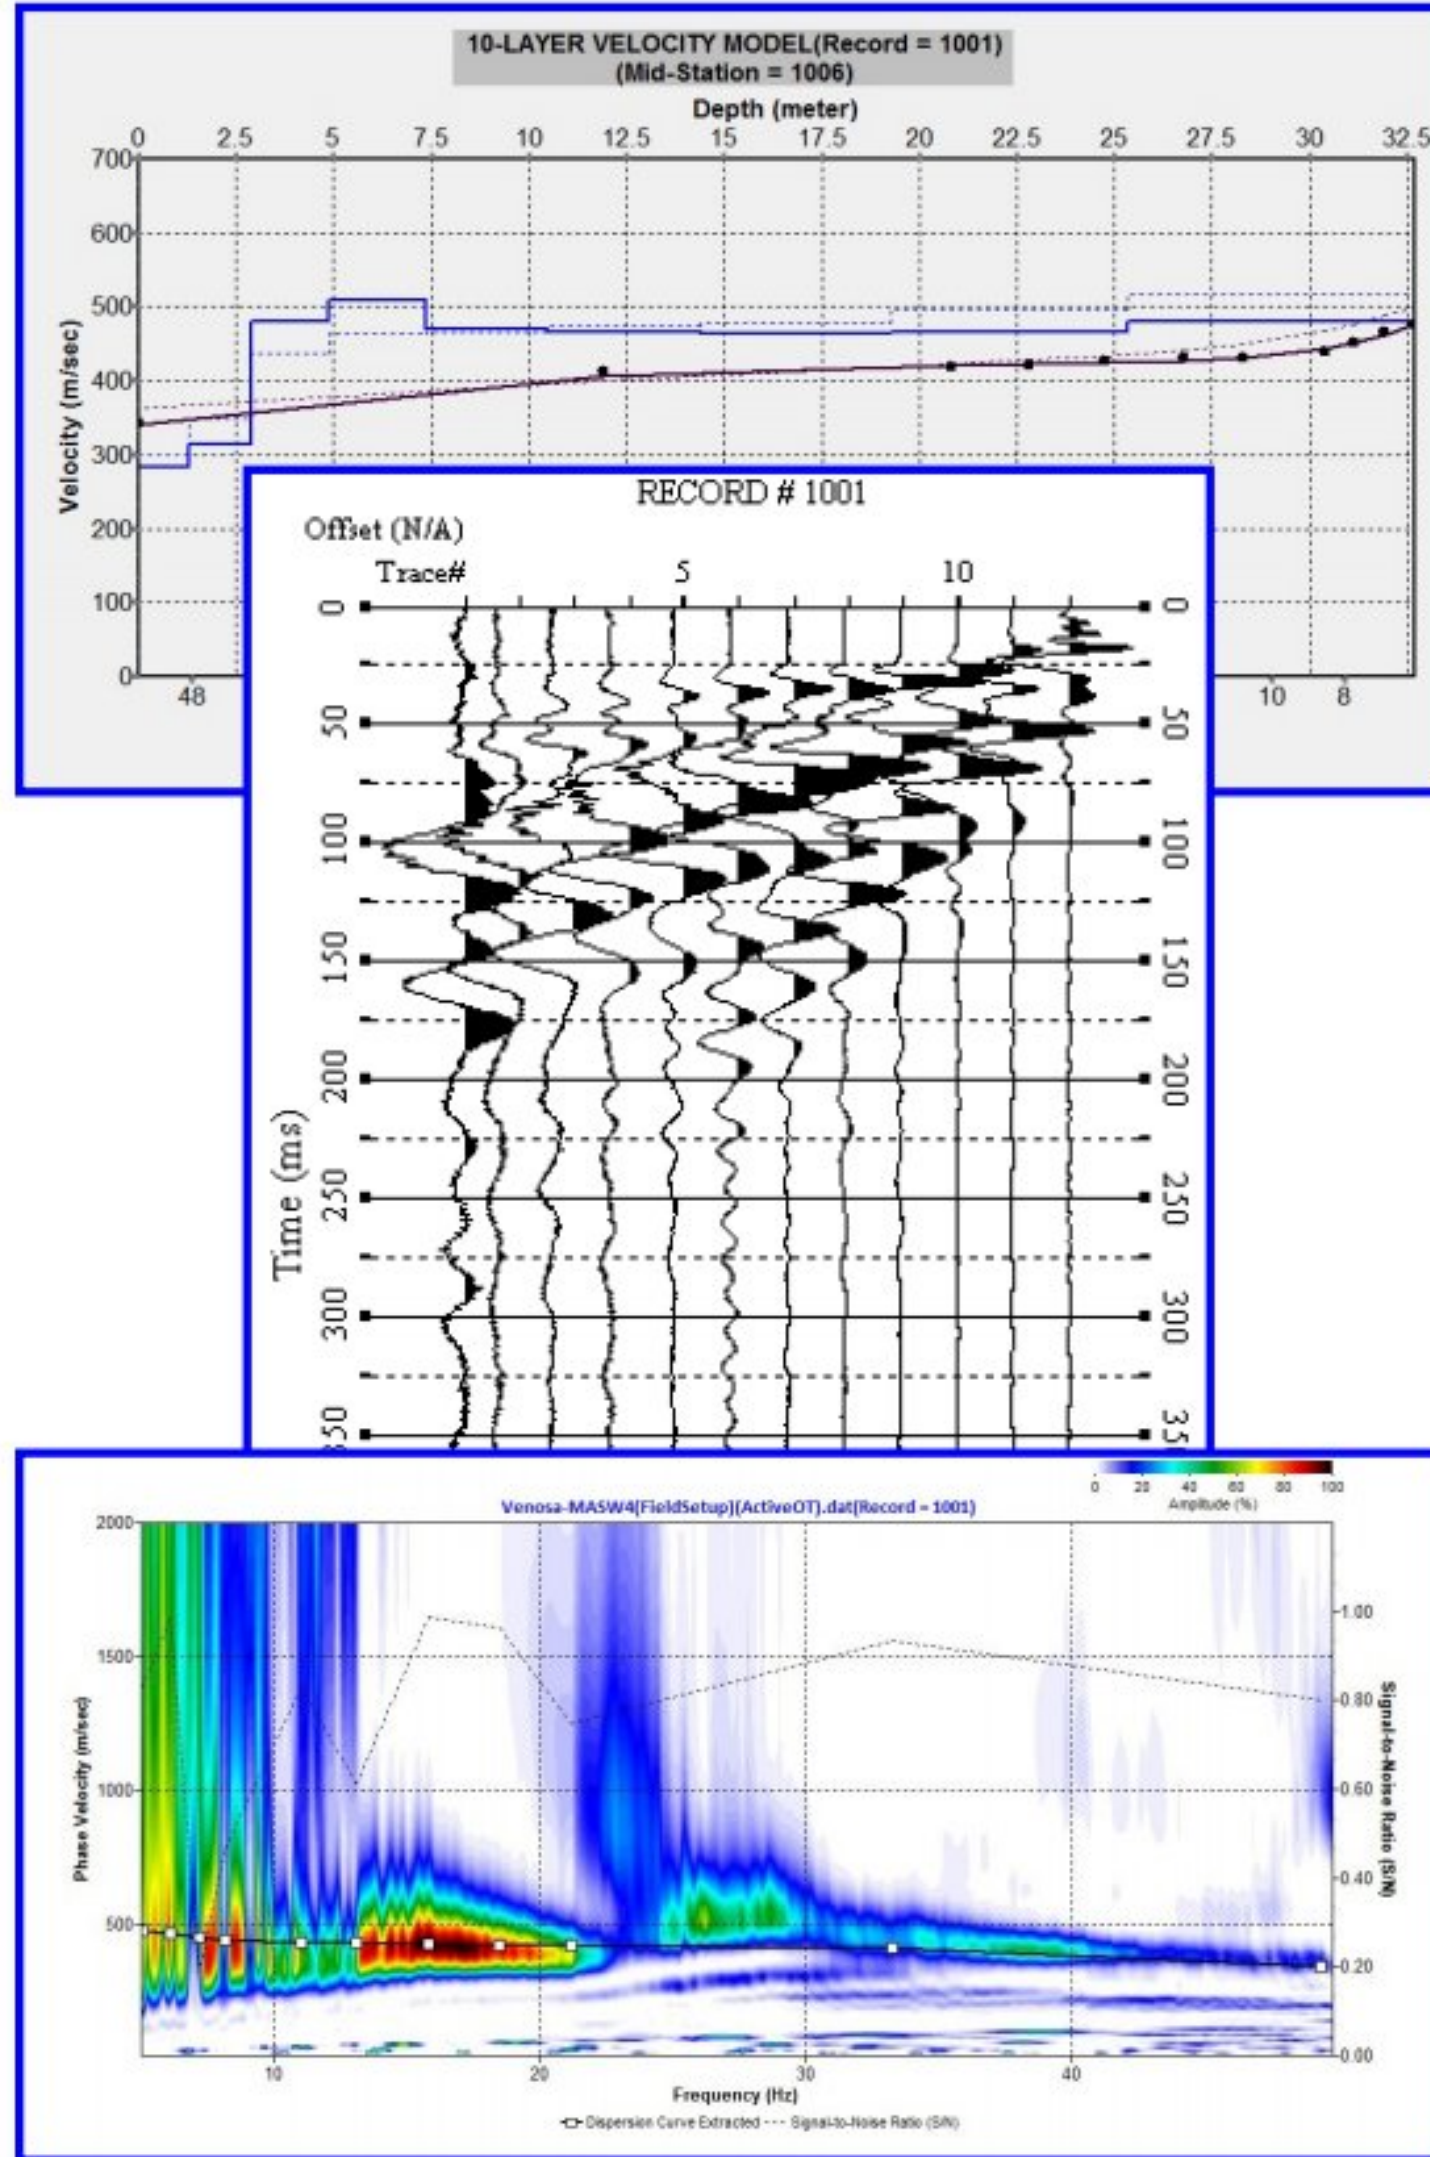 10-LAYER VELOCITY MODEL(Record = 1001)
(Mid-Station = 1006)
Depth (meter)
0 2.5 5 7.5 10 12.5 15 17.5 20 22.5 25 27.5 30 32.5
700
600
500
400
300
200
100
0
Velocity (m/sec)
48 10 8
RECORD # 1001
Offset (N/A)
Trace# 5 10
0 0
50 50
100 100
150 150
200 200
250 250
300 300
350 35
Time (ms)
0 20 40 60 80 100
Amplitude (%)
Venosa-MASW4(FieldSetup)(ActiveOT).dat(Record = 1001)
2000
1500
1000
500
Phase Velocity (m/sec)
1.00
0.80
0.60
0.40
0.20
0.00
Signal-to-Noise Ratio (S/N)
10 20 30 40
Frequency (Hz)
Dispersion Curve Extracted --- Signal-to-Noise Ratio (S/N)